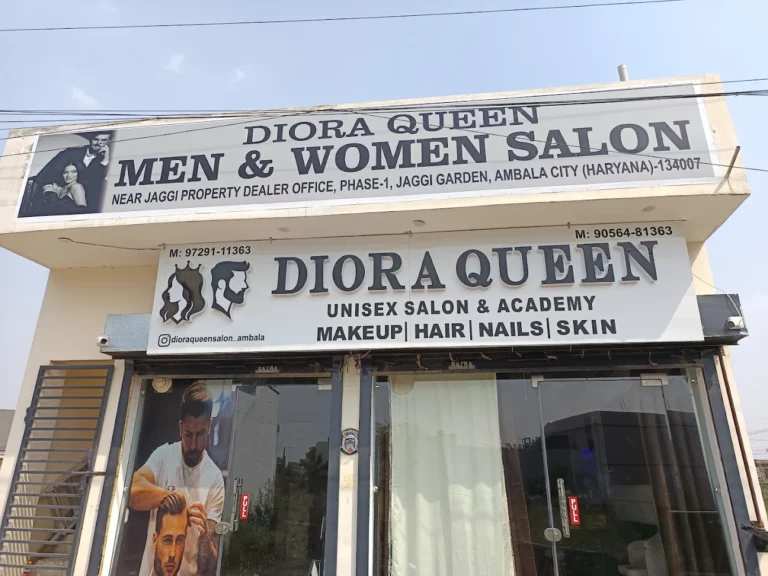 DIORA QUEEN
MEN & WOMEN SALON
NEAR JAGGI PROPERTY DEALER OFFICE, PHASE-1, JAGGI GARDEN, AMBALA CITY (HARYANA)-134007
M: 97291-11363
M: 90564-81363
DIORA QUEEN
UNISEX SALON & ACADEMY
MAKEUP| HAIR| NAILS| SKIN
dioraqueensalon_ambala
PULL
PULL